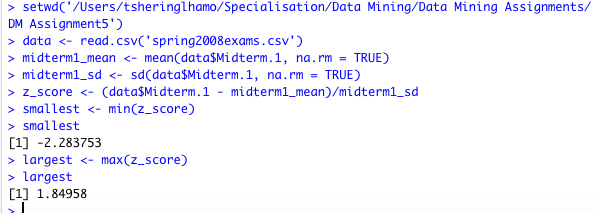 > setwd('/Users/tsheringlhamo/Specialisation/Data Mining/Data Mining Assignments/
DM Assignment5')
> data <- read.csv('spring2008exams.csv')
> midterm1_mean <- mean(data$Midterm.1, na.rm = TRUE)
> midterm1_sd <- sd(data$Midterm.1, na.rm = TRUE)
> z_score <- (data$Midterm.1 - midterm1_mean)/midterm1_sd
> smallest <- min(z_score)
> smallest
[1] -2.283753
> largest <- max(z_score)
> largest
[1] 1.84958
>